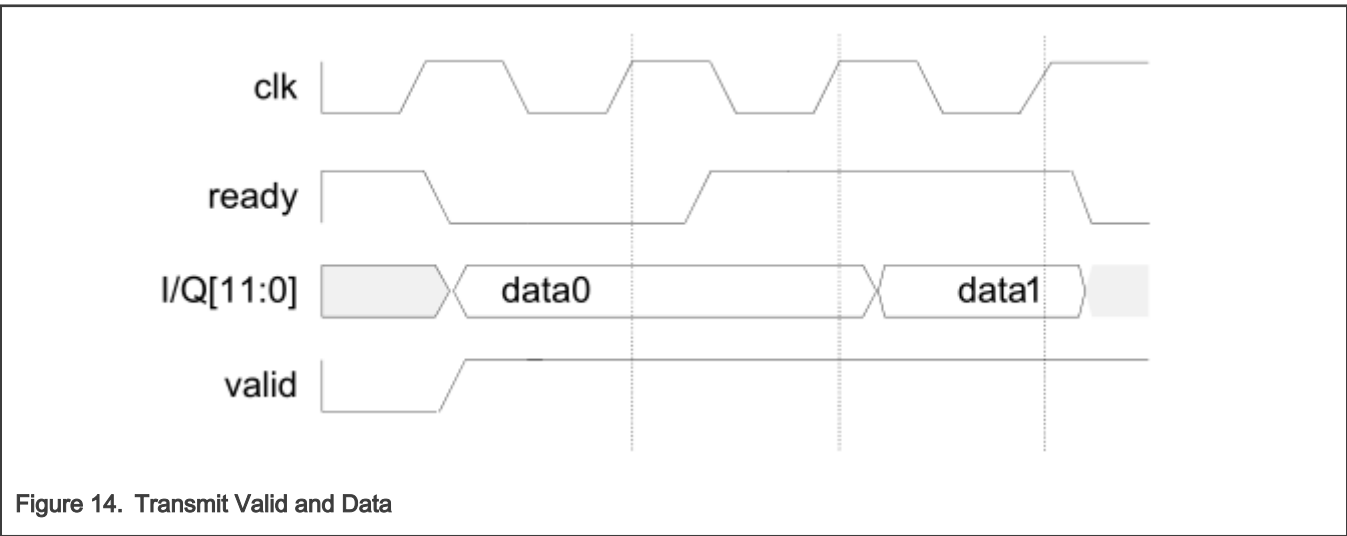 clk
ready
I/Q[11:0]
data0
data1
valid
Figure 14. Transmit Valid and Data